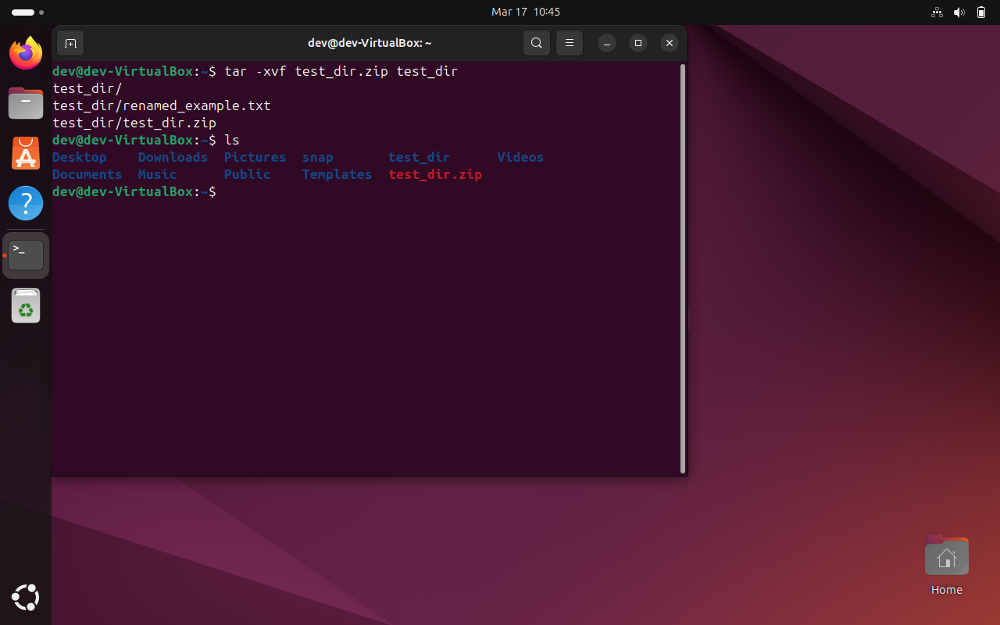 Mar 17 10:45
dev@dev-VirtualBox: ~
dev@dev-VirtualBox:~$ tar -xvf test_dir.zip test_dir
test_dir/
test_dir/renamed_example.txt
test_dir/test_dir.zip
dev@dev-VirtualBox:~$ ls
Desktop Downloads Pictures snap test_dir Videos
Documents Music Public Templates test_dir.zip
dev@dev-VirtualBox:~$
>_
Home